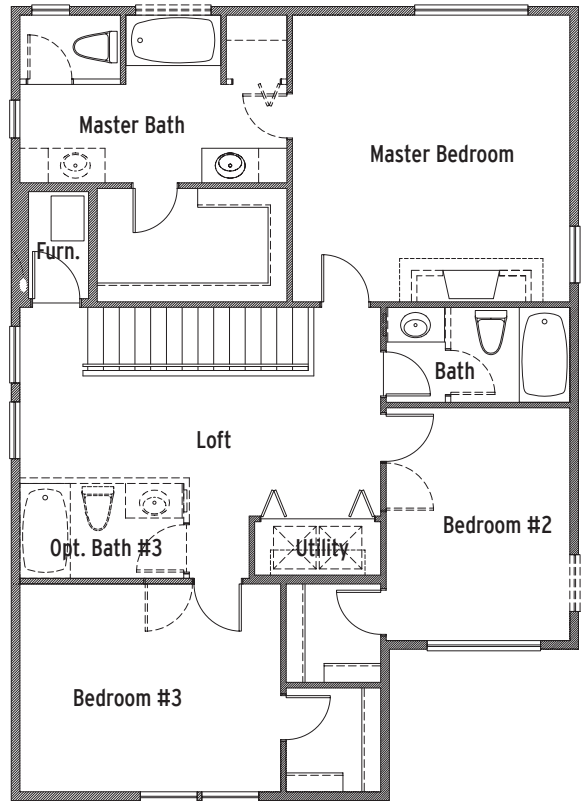 Master Bath
Master Bedroom
Furn.
Bath
Loft
Bedroom #2
Opt. Bath #3
Utility
Bedroom #3